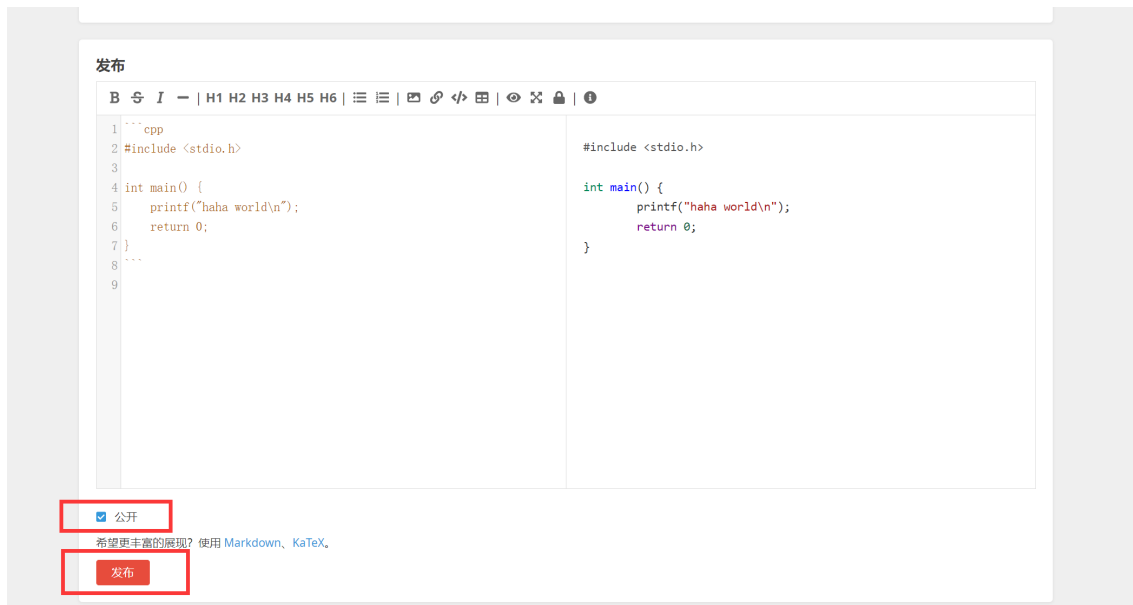 发布
B S I — | H1 H2 H3 H4 H5 H6 | | | |
1 ```cpp
2 #include <stdio.h>
3
4 int main() {
5 printf("haha world\n");
6 return 0;
7 }
8 ```
9
#include <stdio.h>
int main() {
printf("haha world\n");
return 0;
}
公开
希望更丰富的展现？使用 Markdown、KaTeX。
发布